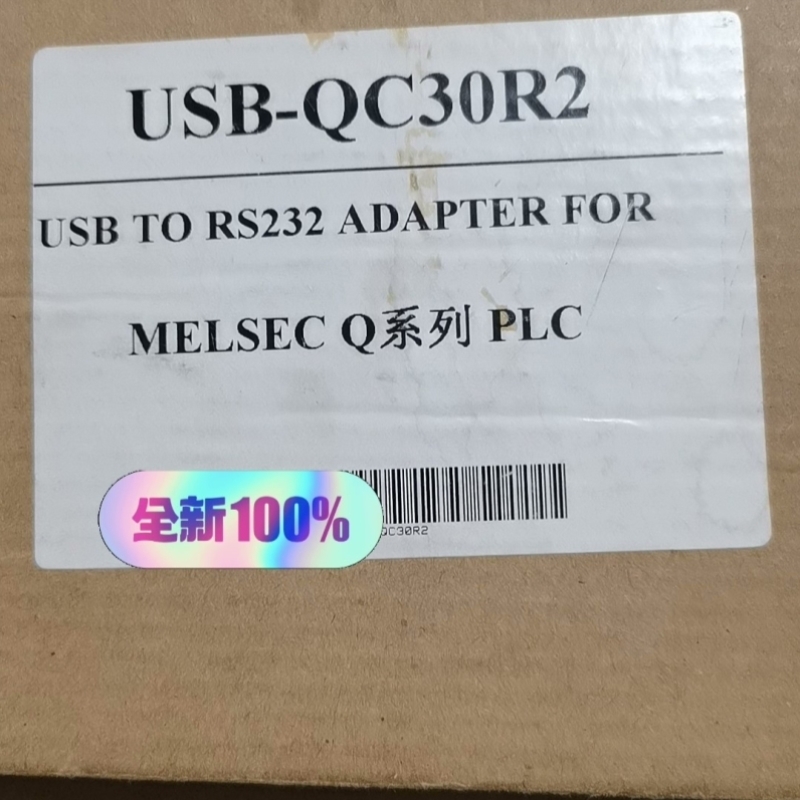 USB-QC30R2
USB TO RS232 ADAPTER FOR
MELSEC Q系列 PLC
全新100%
QC30R2